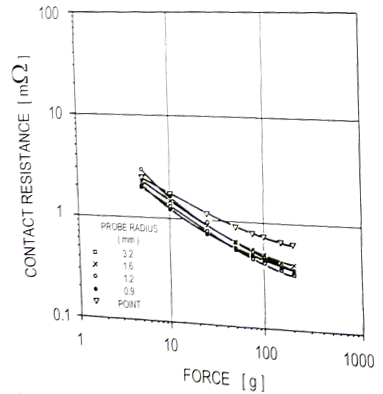 100
10
1
0.1
CONTACT RESISTANCE [mΩ]
PROBE RADIUS
(mm)
3.2
1.6
1.2
0.9
POINT
1 10 100 1000
FORCE [g]